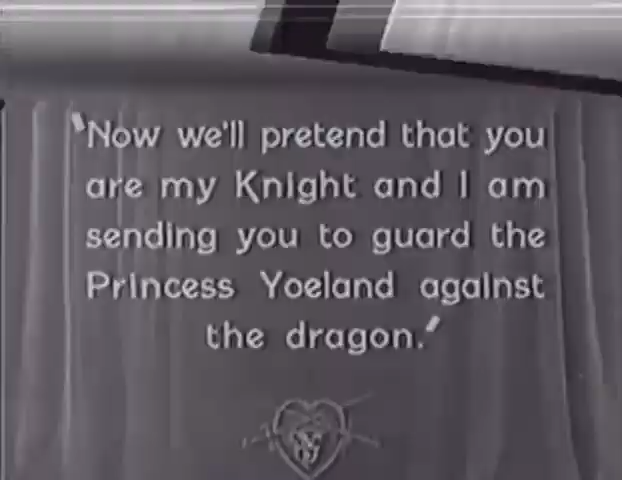 "Now we'll pretend that you
are my Knight and I am
sending you to guard the
Princess Yoeland against
the dragon."